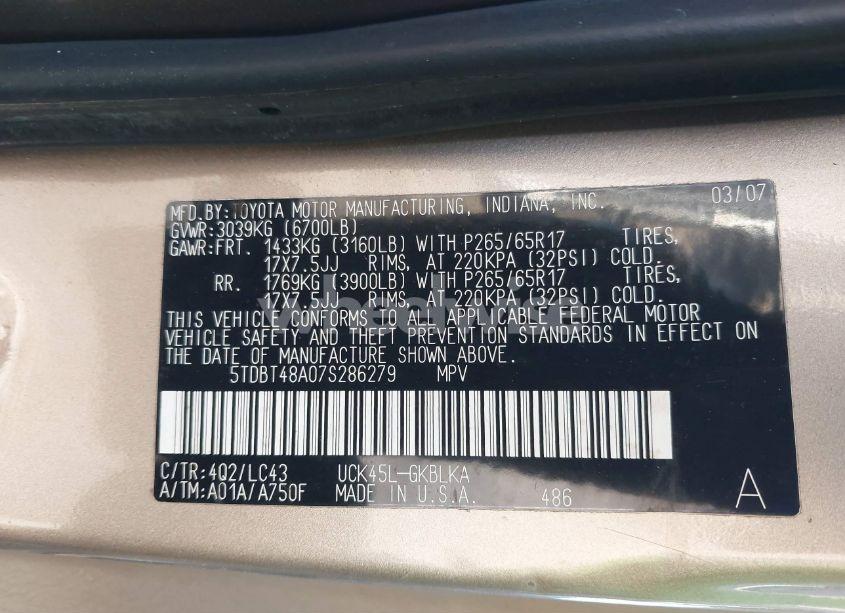 MFD.BY:TOYOTA MOTOR MANUFACTURING, INDIANA, INC. 03/07
GVWR:3039KG (6700LB)
GAWR:FRT. 1433KG (3160LB) WITH P265/65R17 TIRES,
17X7.5JJ RIMS, AT 220KPA (32PSI) COLD.
RR. 1769KG (3900LB) WITH P265/65R17 TIRES,
17X7.5JJ RIMS, AT 220KPA (32PSI) COLD.
THIS VEHICLE CONFORMS TO ALL APPLICABLE FEDERAL MOTOR
VEHICLE SAFETY AND THEFT PREVENTION STANDARDS IN EFFECT ON
THE DATE OF MANUFACTURE SHOWN ABOVE.
5TDBT48A07S286279 MPV
C/TR:4Q2/LC43 UCK45L-GKBLKA
A/TM:A01A/A750F MADE IN U.S.A. 486 A